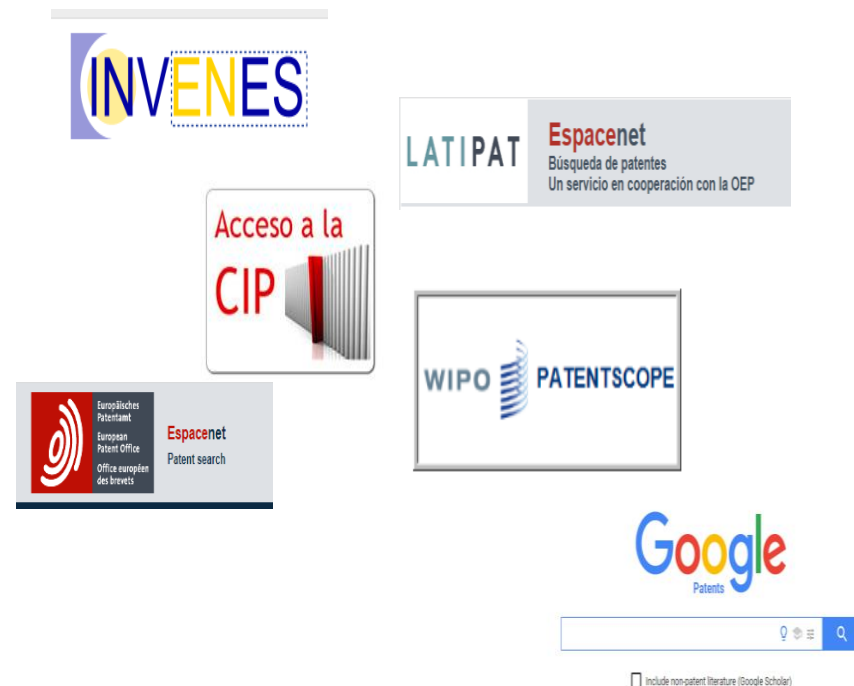 INVENES
LATIPAT
Espacenet
Búsqueda de patentes
Un servicio en cooperación con la OEP
Acceso a la
CIP
WIPO PATENTSCOPE
Europäisches
Patentamt
European
Patent Office
Office européen
des brevets
Espacenet
Patent search
Google
Patents
Include non-patent literature (Google Scholar)